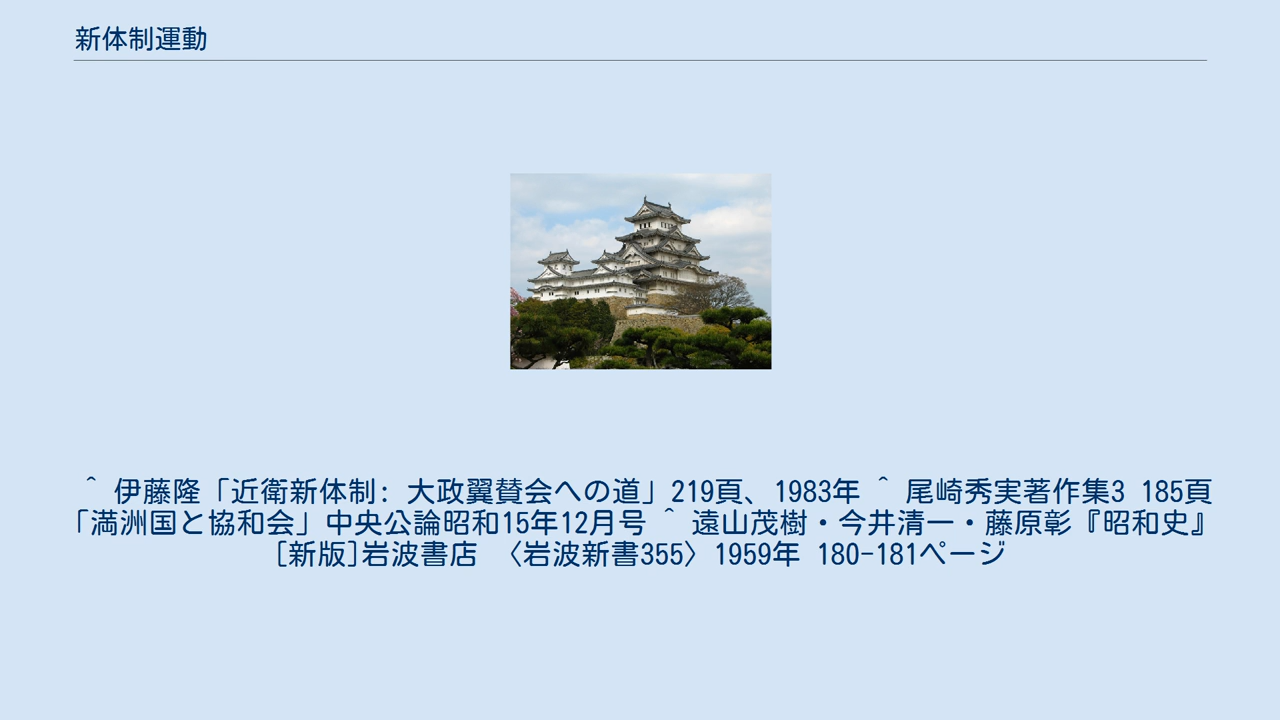 新体制運動
^ 伊藤隆「近衛新体制: 大政翼賛会への道」219頁、1983年 ^ 尾崎秀実著作集3 185頁
「満洲国と協和会」中央公論昭和15年12月号 ^ 遠山茂樹・今井清一・藤原彰『昭和史』
[新版]岩波書店 〈岩波新書355〉1959年 180-181ページ